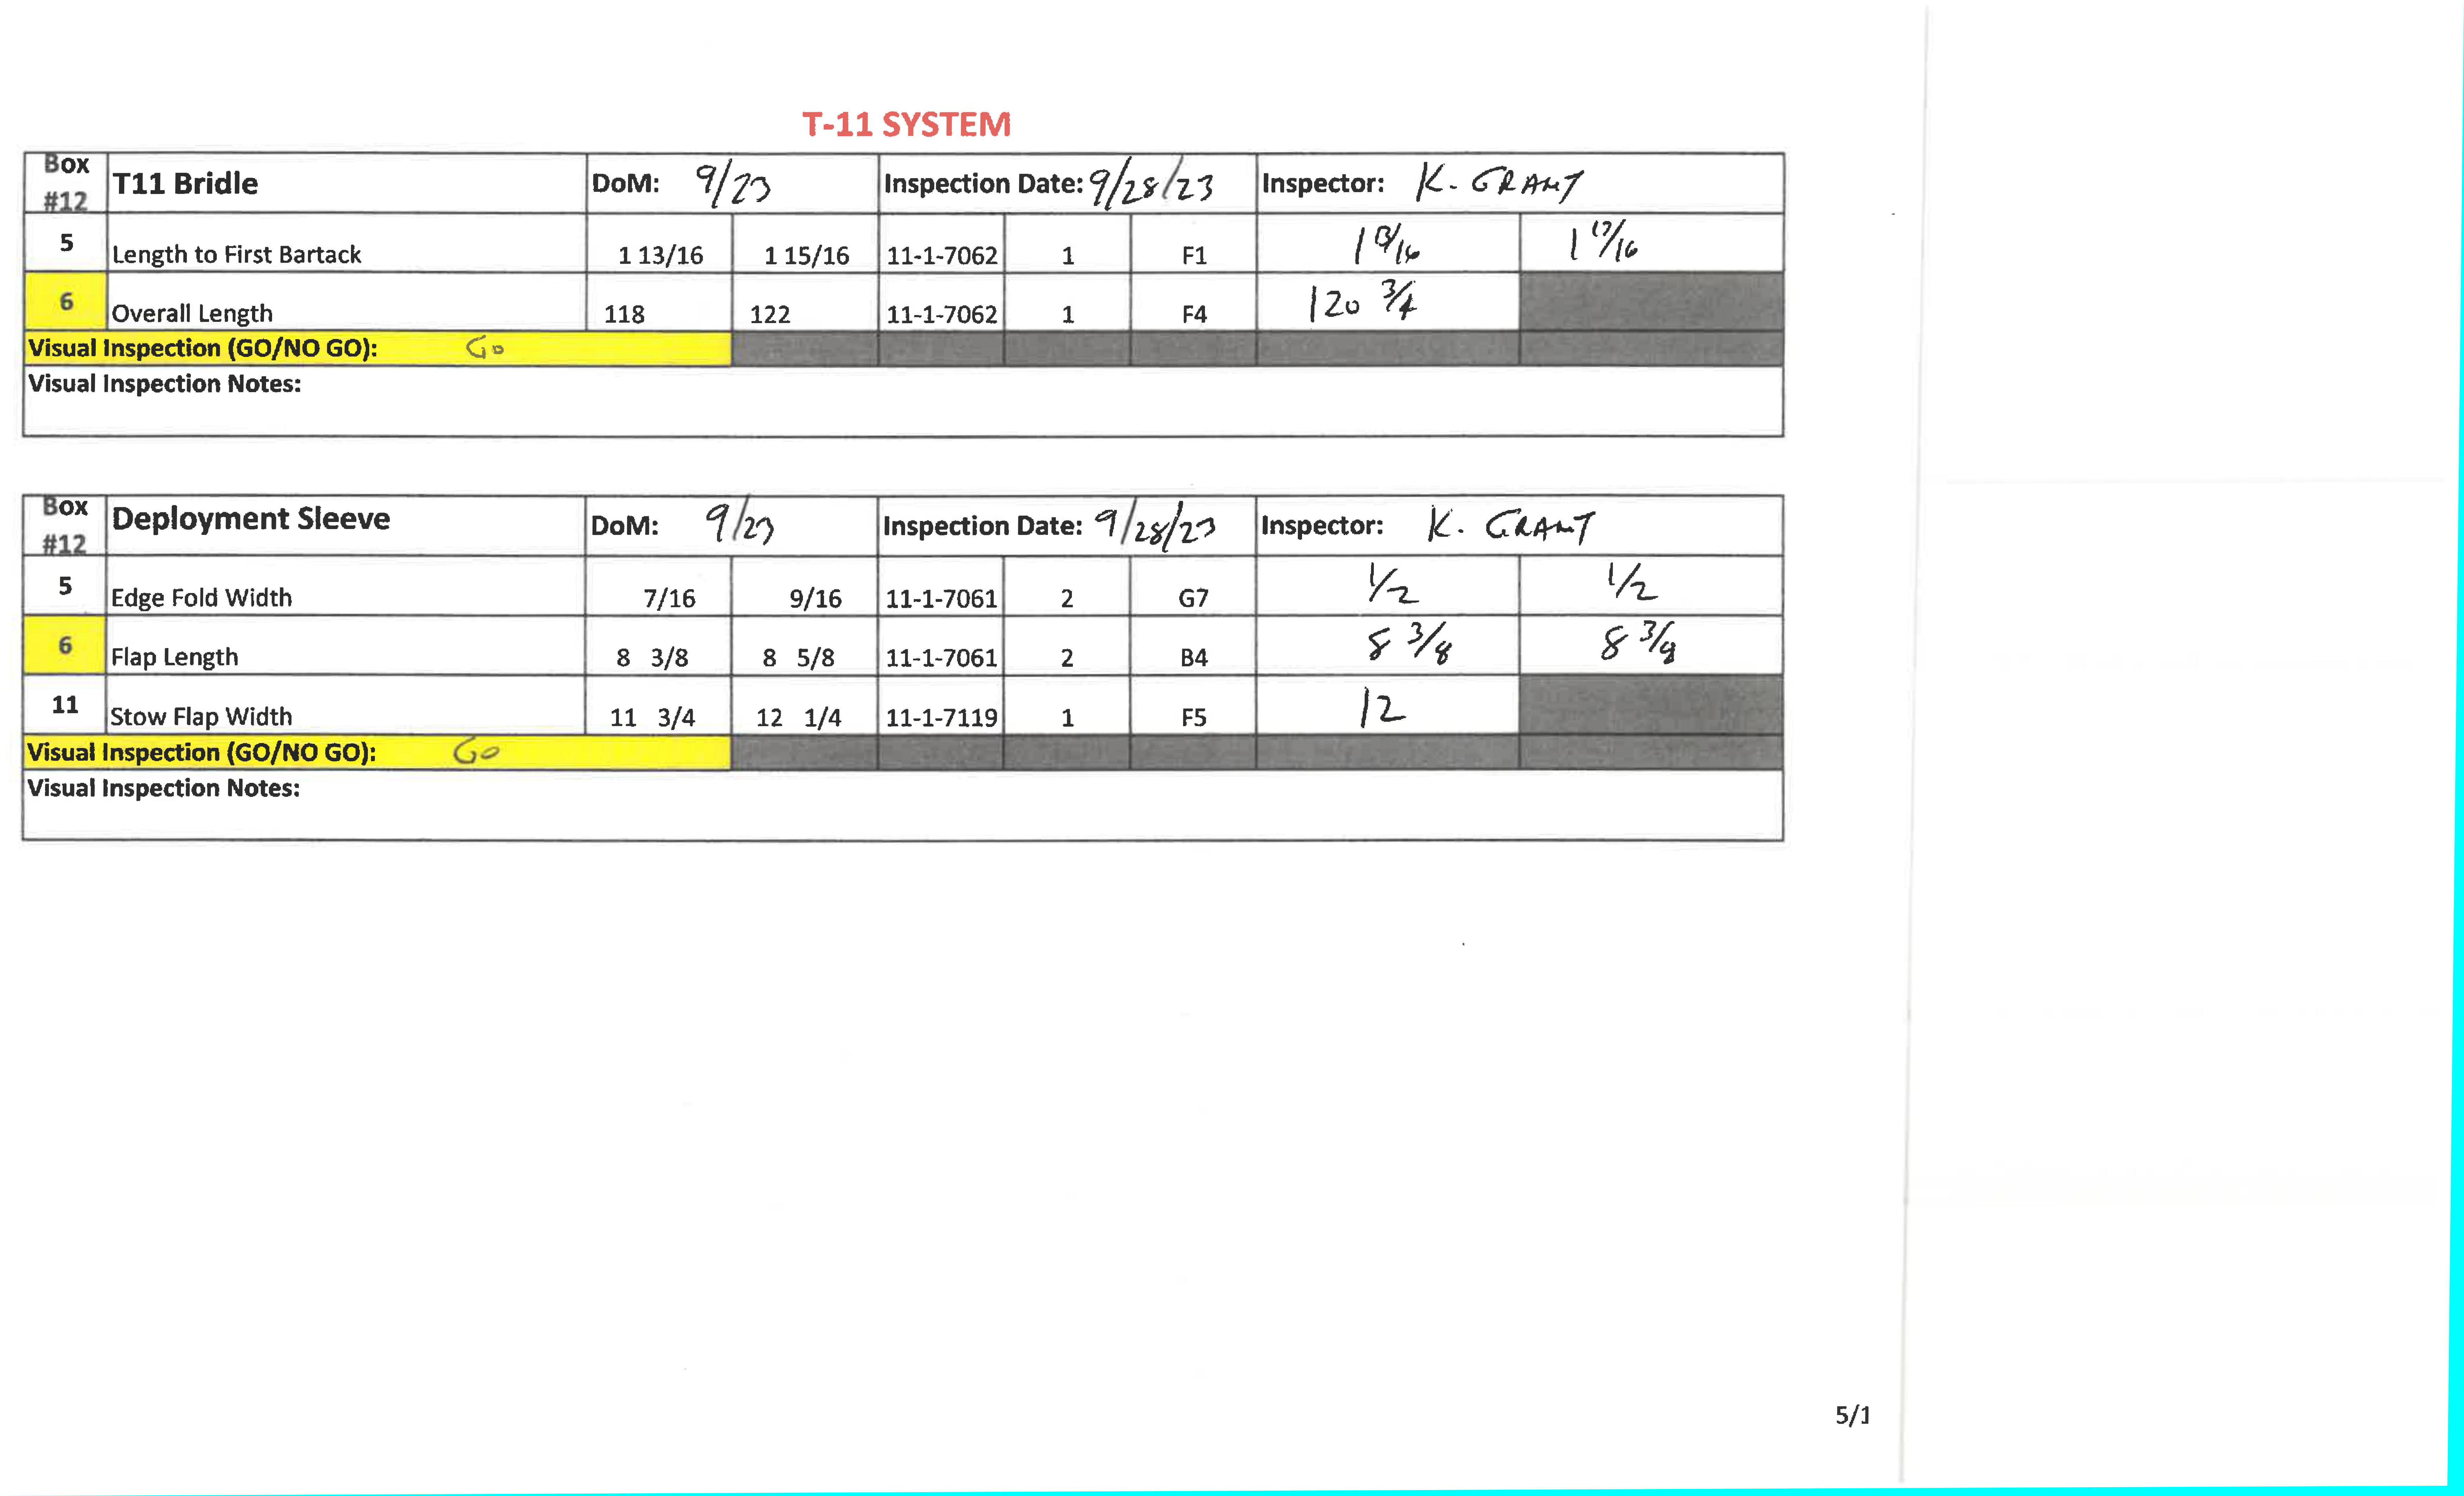 T-11 SYSTEM
Box #12 T11 Bridle DoM: 9/23 Inspection Date: 9/28/23 Inspector: K. GRANT
5 Length to First Bartack 1 13/16 1 15/16 11-1-7062 1 F1 1 13/16 1 13/16
6 Overall Length 118 122 11-1-7062 1 F4 120 3/4
Visual Inspection (GO/NO GO): GO
Visual Inspection Notes:
Box #12 Deployment Sleeve DoM: 9/23 Inspection Date: 9/28/23 Inspector: K. GRANT
5 Edge Fold Width 7/16 9/16 11-1-7061 2 G7 1/2 1/2
6 Flap Length 8 3/8 8 5/8 11-1-7061 2 B4 8 3/8 8 3/8
11 Stow Flap Width 11 3/4 12 1/4 11-1-7119 1 F5 12
Visual Inspection (GO/NO GO): GO
Visual Inspection Notes:
5/1